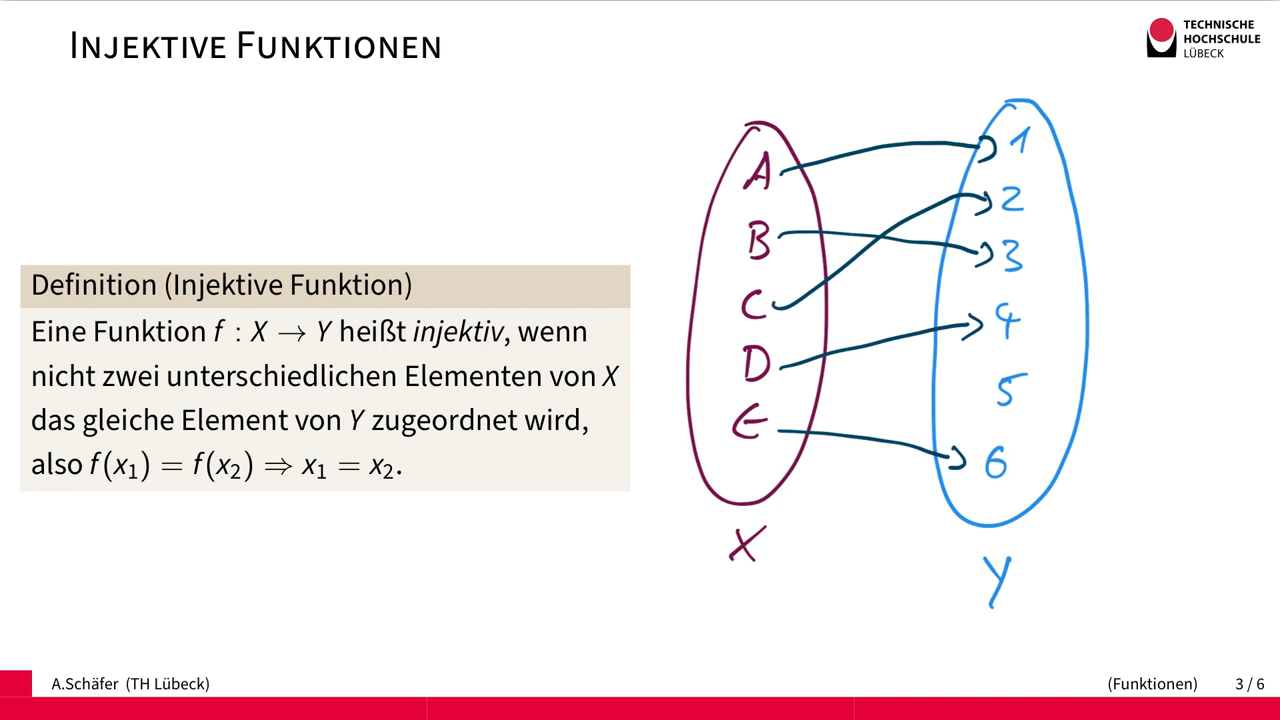 Injektive Funktionen
TECHNISCHE
HOCHSCHULE
LÜBECK
Definition (Injektive Funktion)
Eine Funktion f : X → Y heißt injektiv, wenn
nicht zwei unterschiedlichen Elementen von X
das gleiche Element von Y zugeordnet wird,
also f(x₁) = f(x₂) ⇒ x₁ = x₂.
A
B
C
D
E
X
1
2
3
4
5
6
Y
A.Schäfer (TH Lübeck)
(Funktionen)
3 / 6